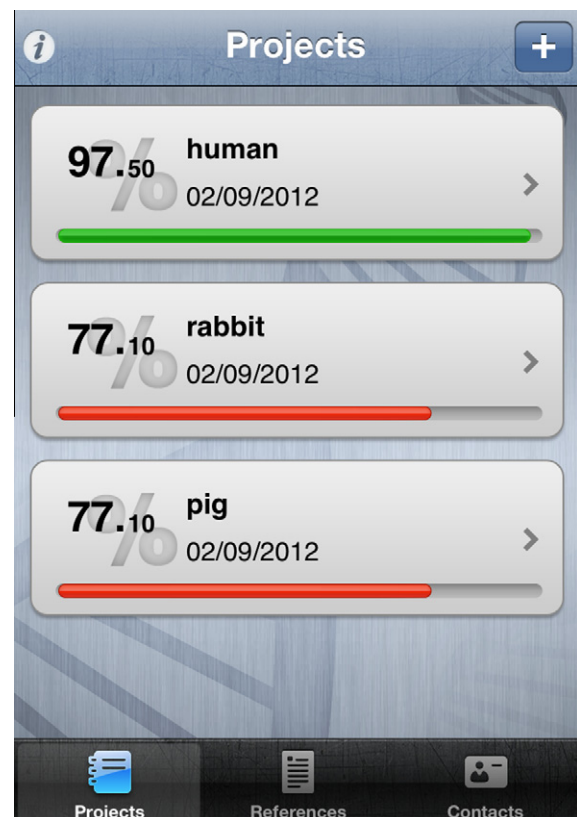 i Projects +
97.50 % human
02/09/2012
77.10 % rabbit
02/09/2012
77.10 % pig
02/09/2012
Projects References Contacts